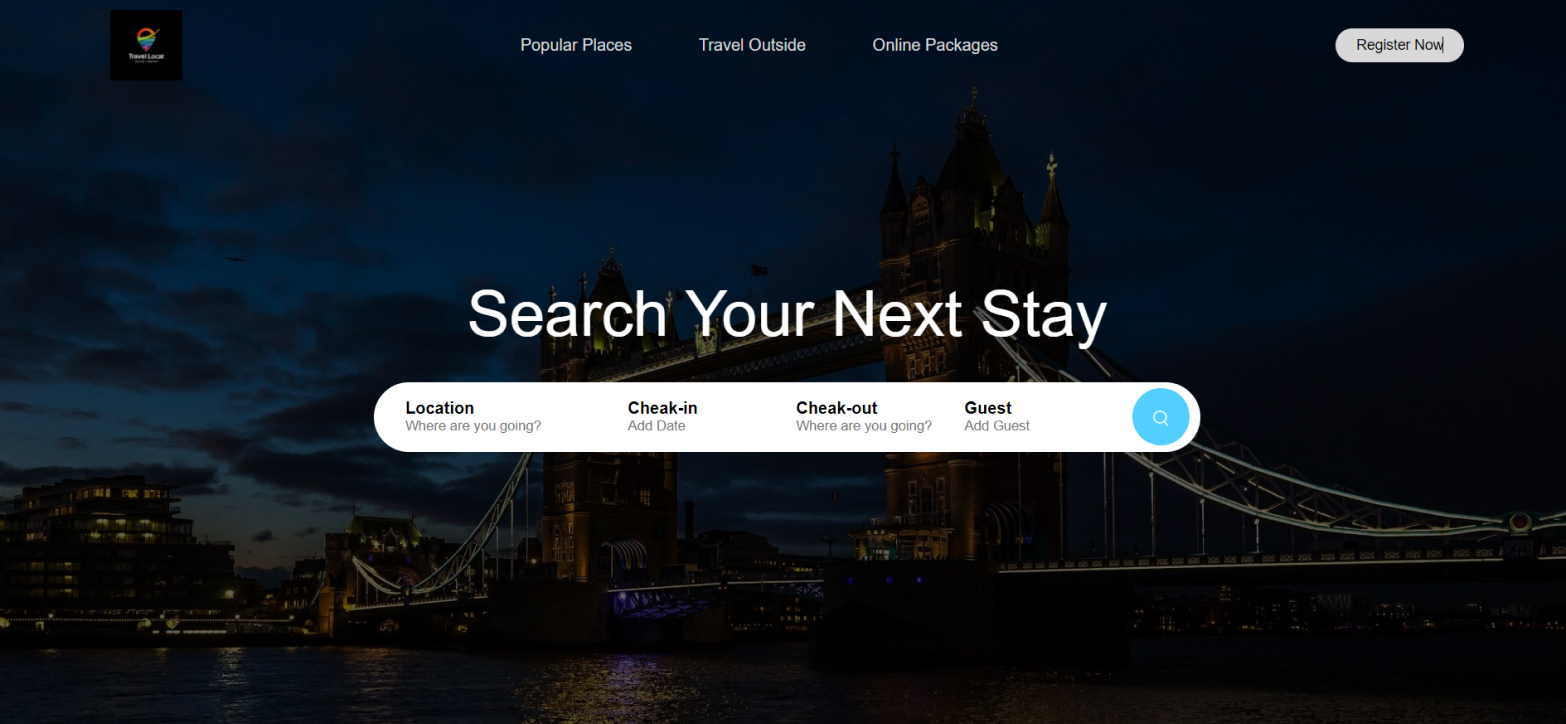 Travel Locat
Popular Places
Travel Outside
Online Packages
Register Now
Search Your Next Stay
Location
Where are you going?
Cheak-in
Add Date
Cheak-out
Where are you going?
Guest
Add Guest